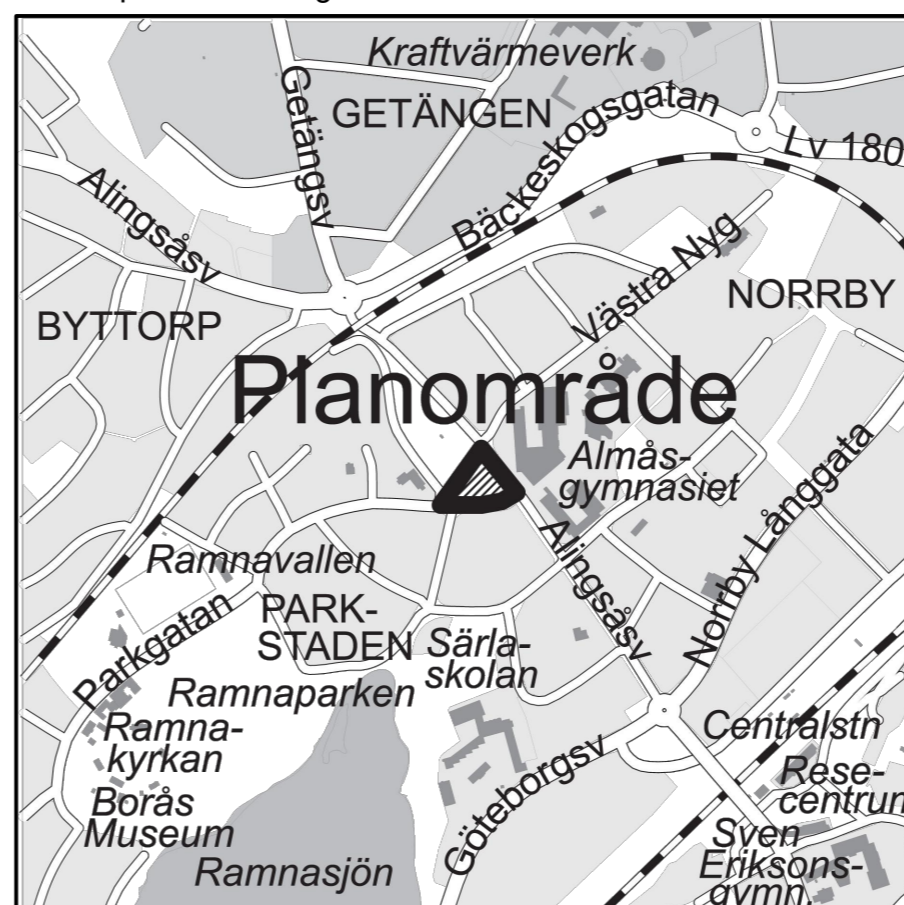 Kraftvärmeverk
GETÄNGEN
Getängsv
Bäckeskogsgatan
Lv 180
Alingsåsv
Västra Nyg
NORRBY
BYTTORP
Planområde
Almås-
gymnasiet
Norrby Långgata
Alingsåsv
Ramnavallen
PARK-
STADEN
Särla-
skolan
Parkgatan
Ramnaparken
Ramna-
kyrkan
Centralstn
Rese-
centrum
Borås
Museum
Göteborgsv
Sven
Eriksons-
gymn.
Ramnasjön